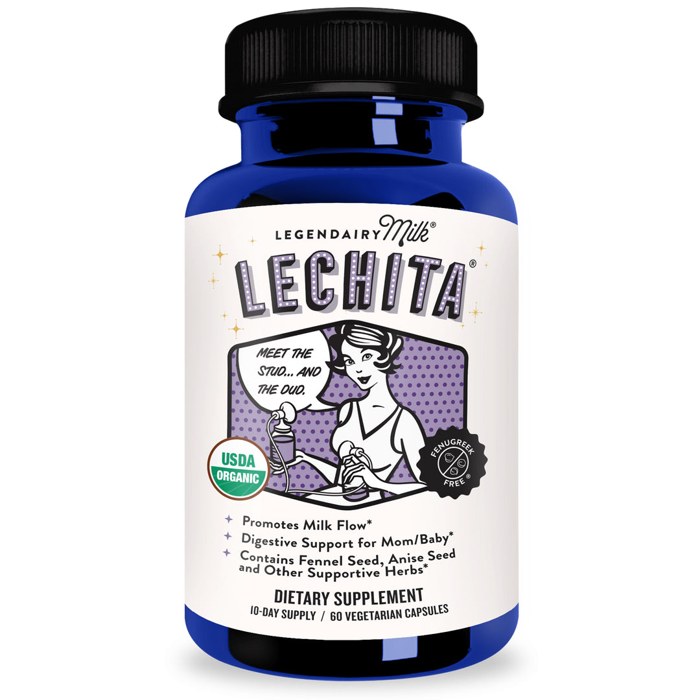 LEGENDAIRY Milk®
LECHITA®
MEET THE
STUD... AND
THE DUD.
USDA
ORGANIC
FENUGREEK
FREE®
Promotes Milk Flow*
Digestive Support for Mom/Baby*
Contains Fennel Seed, Anise Seed
and Other Supportive Herbs*
DIETARY SUPPLEMENT
10-DAY SUPPLY / 60 VEGETARIAN CAPSULES